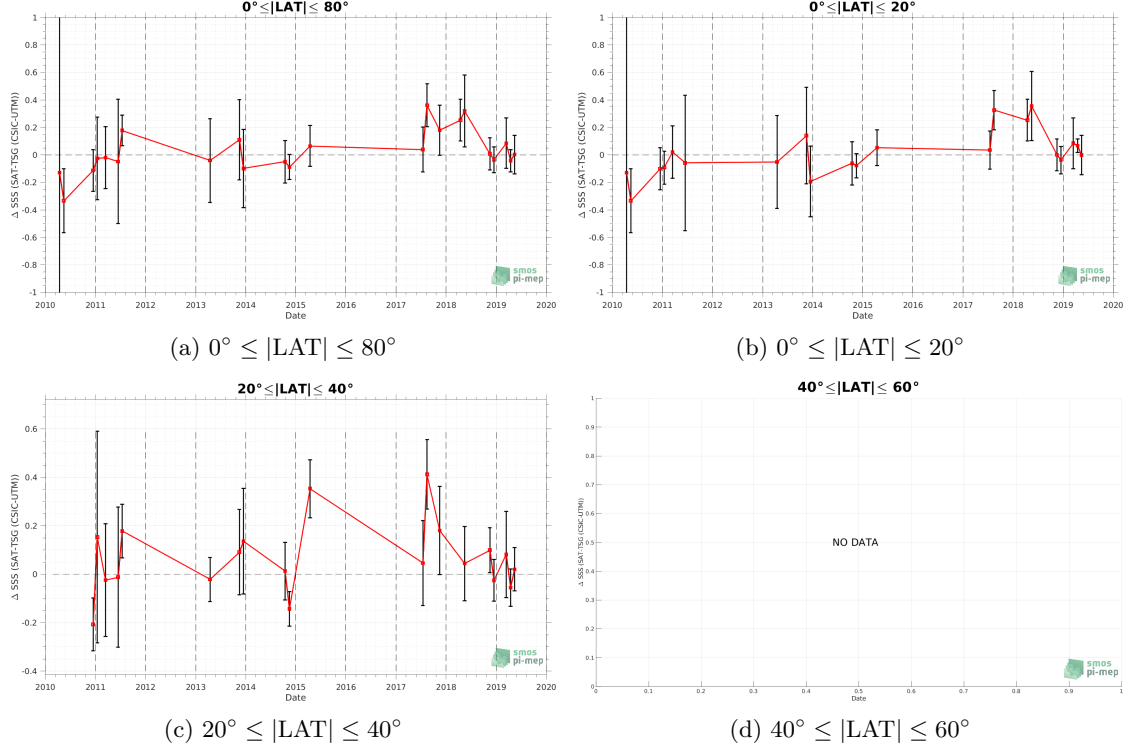 0°≤|LAT|≤ 80°
1
0.8
0.6
0.4
0.2
0
-0.2
-0.4
-0.6
-0.8
-1
Δ SSS (SAT-TSG (CSIC-UTM))
2010 2011 2012 2013 2014 2015 2016 2017 2018 2019 2020
Date
smos
pi-mep
(a) 0° ≤ |LAT| ≤ 80°
0°≤|LAT|≤ 20°
1
0.8
0.6
0.4
0.2
0
-0.2
-0.4
-0.6
-0.8
-1
Δ SSS (SAT-TSG (CSIC-UTM))
2010 2011 2012 2013 2014 2015 2016 2017 2018 2019 2020
Date
smos
pi-mep
(b) 0° ≤ |LAT| ≤ 20°
20°≤|LAT|≤ 40°
0.6
0.4
0.2
0
-0.2
-0.4
Δ SSS (SAT-TSG (CSIC-UTM))
2010 2011 2012 2013 2014 2015 2016 2017 2018 2019 2020
Date
smos
pi-mep
(c) 20° ≤ |LAT| ≤ 40°
40°≤|LAT|≤ 60°
1
0.9
0.8
0.7
0.6
0.5
0.4
0.3
0.2
0.1
0
Δ SSS (SAT-TSG (CSIC-UTM))
NO DATA
0 0.1 0.2 0.3 0.4 0.5 0.6 0.7 0.8 0.9 1
Date
smos
pi-mep
(d) 40° ≤ |LAT| ≤ 60°